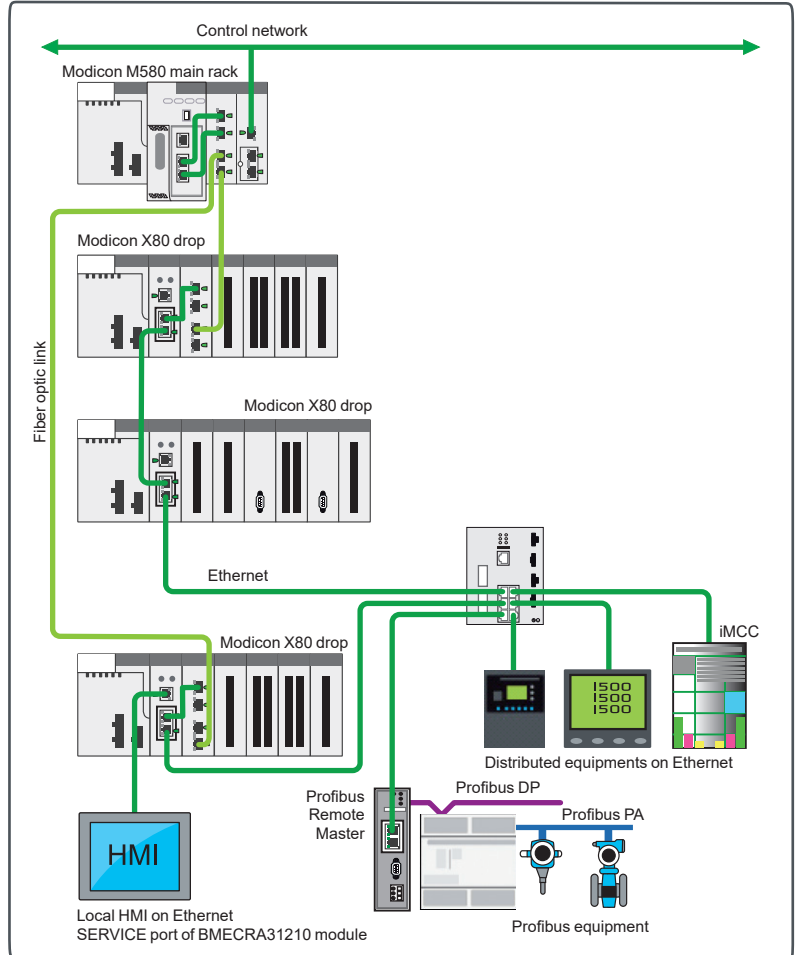 Control network
Modicon M580 main rack
Modicon X80 drop
Fiber optic link
Modicon X80 drop
Ethernet
Modicon X80 drop
iMCC
1500
1500
1500
Distributed equipments on Ethernet
Profibus
Remote
Master
Profibus DP
Profibus PA
HMI
Profibus equipment
Local HMI on Ethernet
SERVICE port of BMECRA31210 module